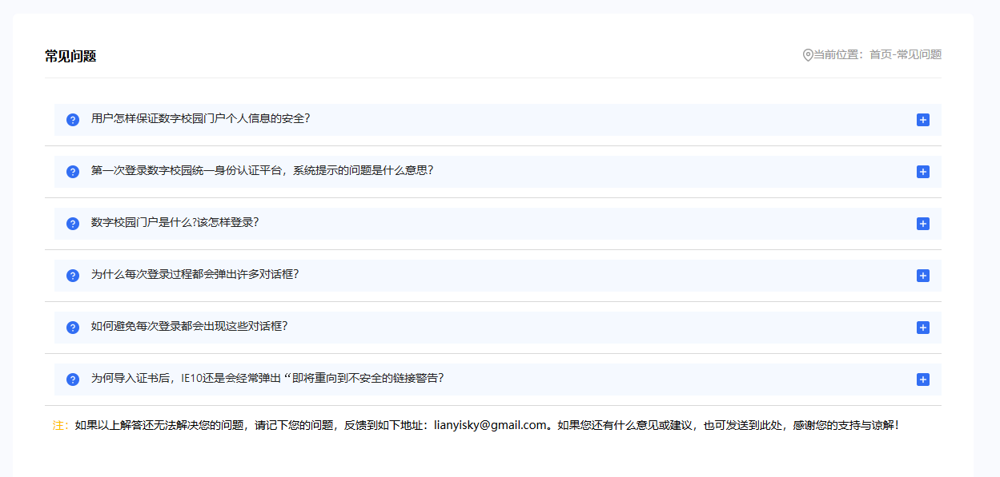 常见问题
当前位置：首页-常见问题
用户怎样保证数字校园门户个人信息的安全?
第一次登录数字校园统一身份认证平台，系统提示的问题是什么意思?
数字校园门户是什么?该怎样登录?
为什么每次登录过程都会弹出许多对话框?
如何避免每次登录都会出现这些对话框?
为何导入证书后，IE10还是会经常弹出 “即将重向到不安全的链接警告?
注：如果以上解答还无法解决您的问题，请记下您的问题，反馈到如下地址：lianyisky@gmail.com。如果您还有什么意见或建议，也可发送到此处，感谢您的支持与谅解！